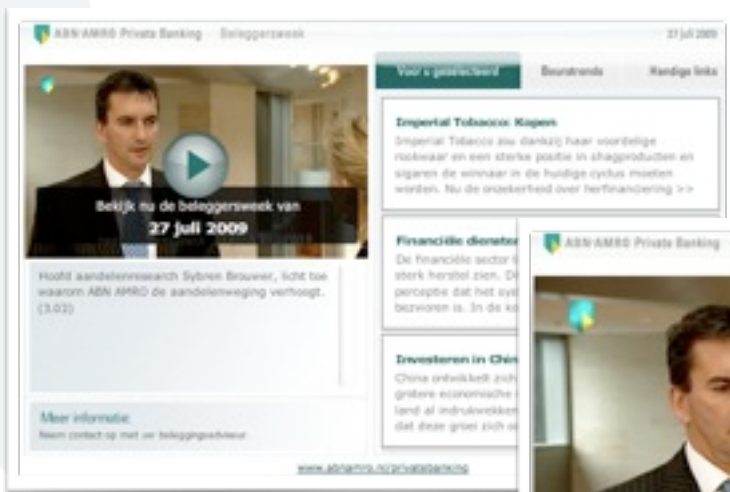 ABN·AMRO Private Banking Beleggersweek
27 juli 2009
Bekijk nu de beleggersweek van
27 juli 2009
Hoofd aandelenresearch Sybren Brouwer, licht toe
waarom ABN AMRO de aandelenweging verhoogt.
(3.03)
Meer informatie
Neem contact op met uw beleggingsadviseur.
Voor u geselecteerd Beurstrends Handige links
Imperial Tobacco: Kopen
Imperial Tobacco zou dankzij haar voordelige
rookwaar en een sterke positie in shagproducten en
sigaren de winnaar in de huidige cyclus moeten
worden. Nu de onzekerheid over herfinanciering >>
Financiële diensten
De financiële sector
sterk herstel zien.
perceptie dat het
bezworen is. In de
Investeren in
China ontwikkelt zich
grotere economische
land al indrukwekken
dat deze groei zich
www.abnamro.nl/privatebanking
ABN·AMRO Private Banking